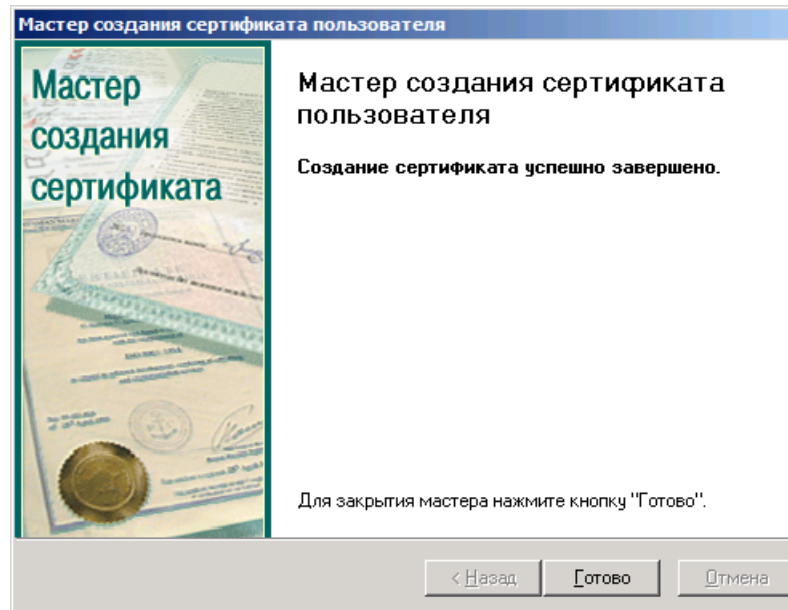 Мастер создания сертификата пользователя
Мастер
создания
сертификата
Мастер создания сертификата
пользователя
Создание сертификата успешно завершено.
Для закрытия мастера нажмите кнопку "Готово".
< Назад
Готово
Отмена